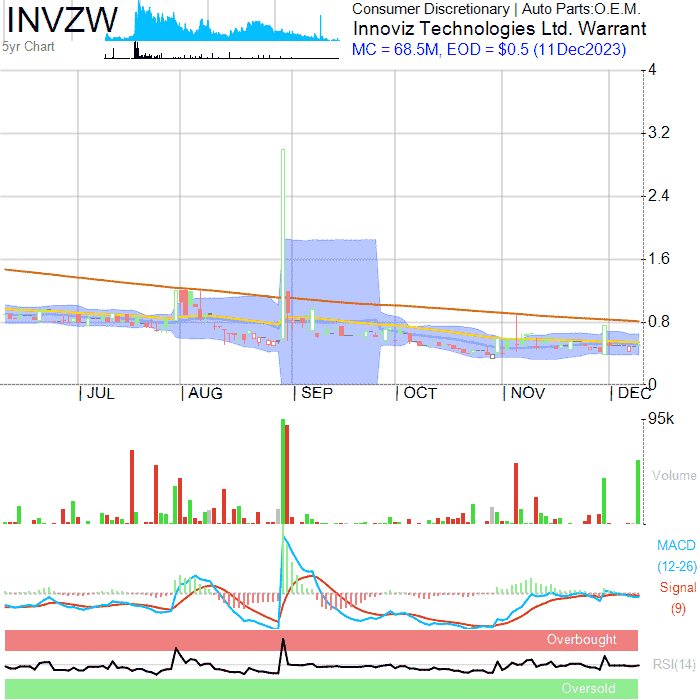 INVZW
5yr Chart
Consumer Discretionary | Auto Parts:O.E.M.
Innoviz Technologies Ltd. Warrant
MC = 68.5M, EOD = $0.5 (11Dec2023)
4
3.2
2.4
1.6
0.8
0
| JUL | AUG | SEP | OCT | NOV | DEC
95k
Volume
MACD
(12-26)
Signal
(9)
Overbought
RSI(14)
Oversold